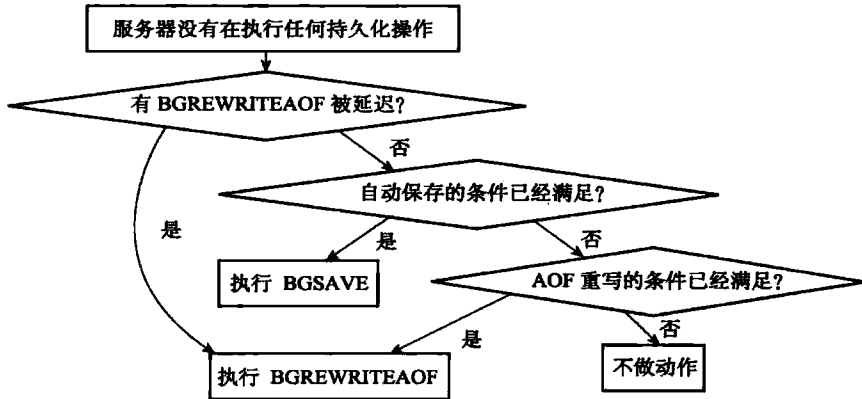 服务器没有在执行任何持久化操作
有 BGREWRITEAOF 被延迟?
否
自动保存的条件已经满足?
是
是
否
执行 BGSAVE
AOF 重写的条件已经满足?
是
否
执行 BGREWRITEAOF
不做动作